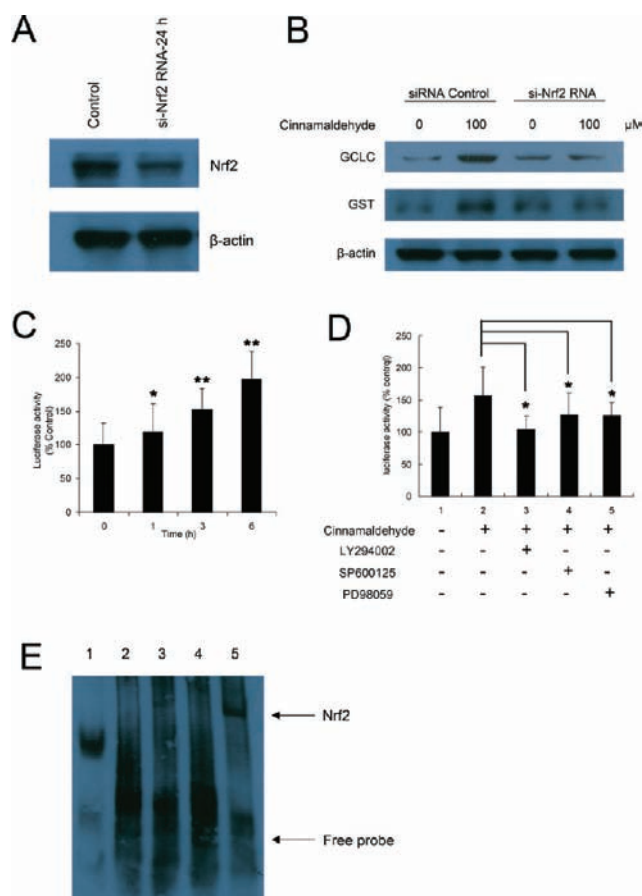 A
Control
si-Nrf2 RNA-24 h
Nrf2
β-actin
B
siRNA Control si-Nrf2 RNA
Cinnamaldehyde 0 100 0 100 μM
GCLC
GST
β-actin
C
Luciferase activity
(% Control)
250
200
150
100
50
0
* ** **
0 1 3 6
Time (h)
D
luciferase activity (% control)
250
200
150
100
50
0
* * *
1 2 3 4 5
Cinnamaldehyde - + + + +
LY294002 - - + - -
SP600125 - - - + -
PD98059 - - - - +
E
1 2 3 4 5
Nrf2
Free probe